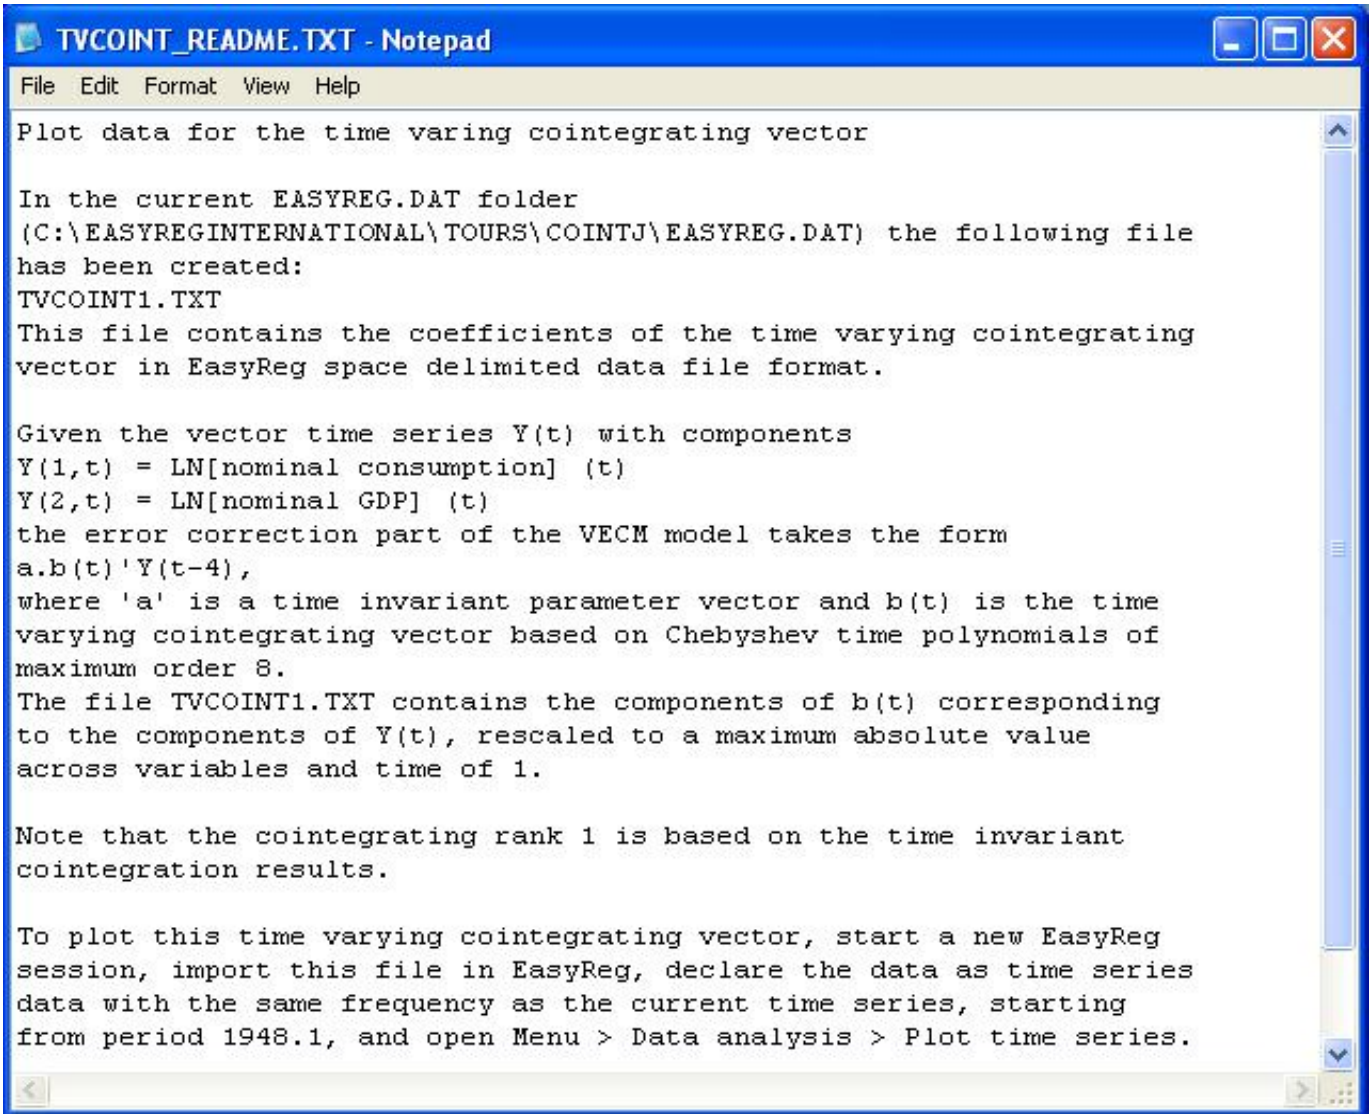 TVCOINT_README.TXT - Notepad
File Edit Format View Help
Plot data for the time varing cointegrating vector
In the current EASYREG.DAT folder
(C:\EASYREGINTERNATIONAL\TOURS\COINTJ\EASYREG.DAT) the following file
has been created:
TVCOINT1.TXT
This file contains the coefficients of the time varying cointegrating
vector in EasyReg space delimited data file format.
Given the vector time series Y(t) with components
Y(1,t) = LN[nominal consumption] (t)
Y(2,t) = LN[nominal GDP] (t)
the error correction part of the VECM model takes the form
a.b(t)'Y(t-4),
where 'a' is a time invariant parameter vector and b(t) is the time
varying cointegrating vector based on Chebyshev time polynomials of
maximum order 8.
The file TVCOINT1.TXT contains the components of b(t) corresponding
to the components of Y(t), rescaled to a maximum absolute value
across variables and time of 1.
Note that the cointegrating rank 1 is based on the time invariant
cointegration results.
To plot this time varying cointegrating vector, start a new EasyReg
session, import this file in EasyReg, declare the data as time series
data with the same frequency as the current time series, starting
from period 1948.1, and open Menu > Data analysis > Plot time series.